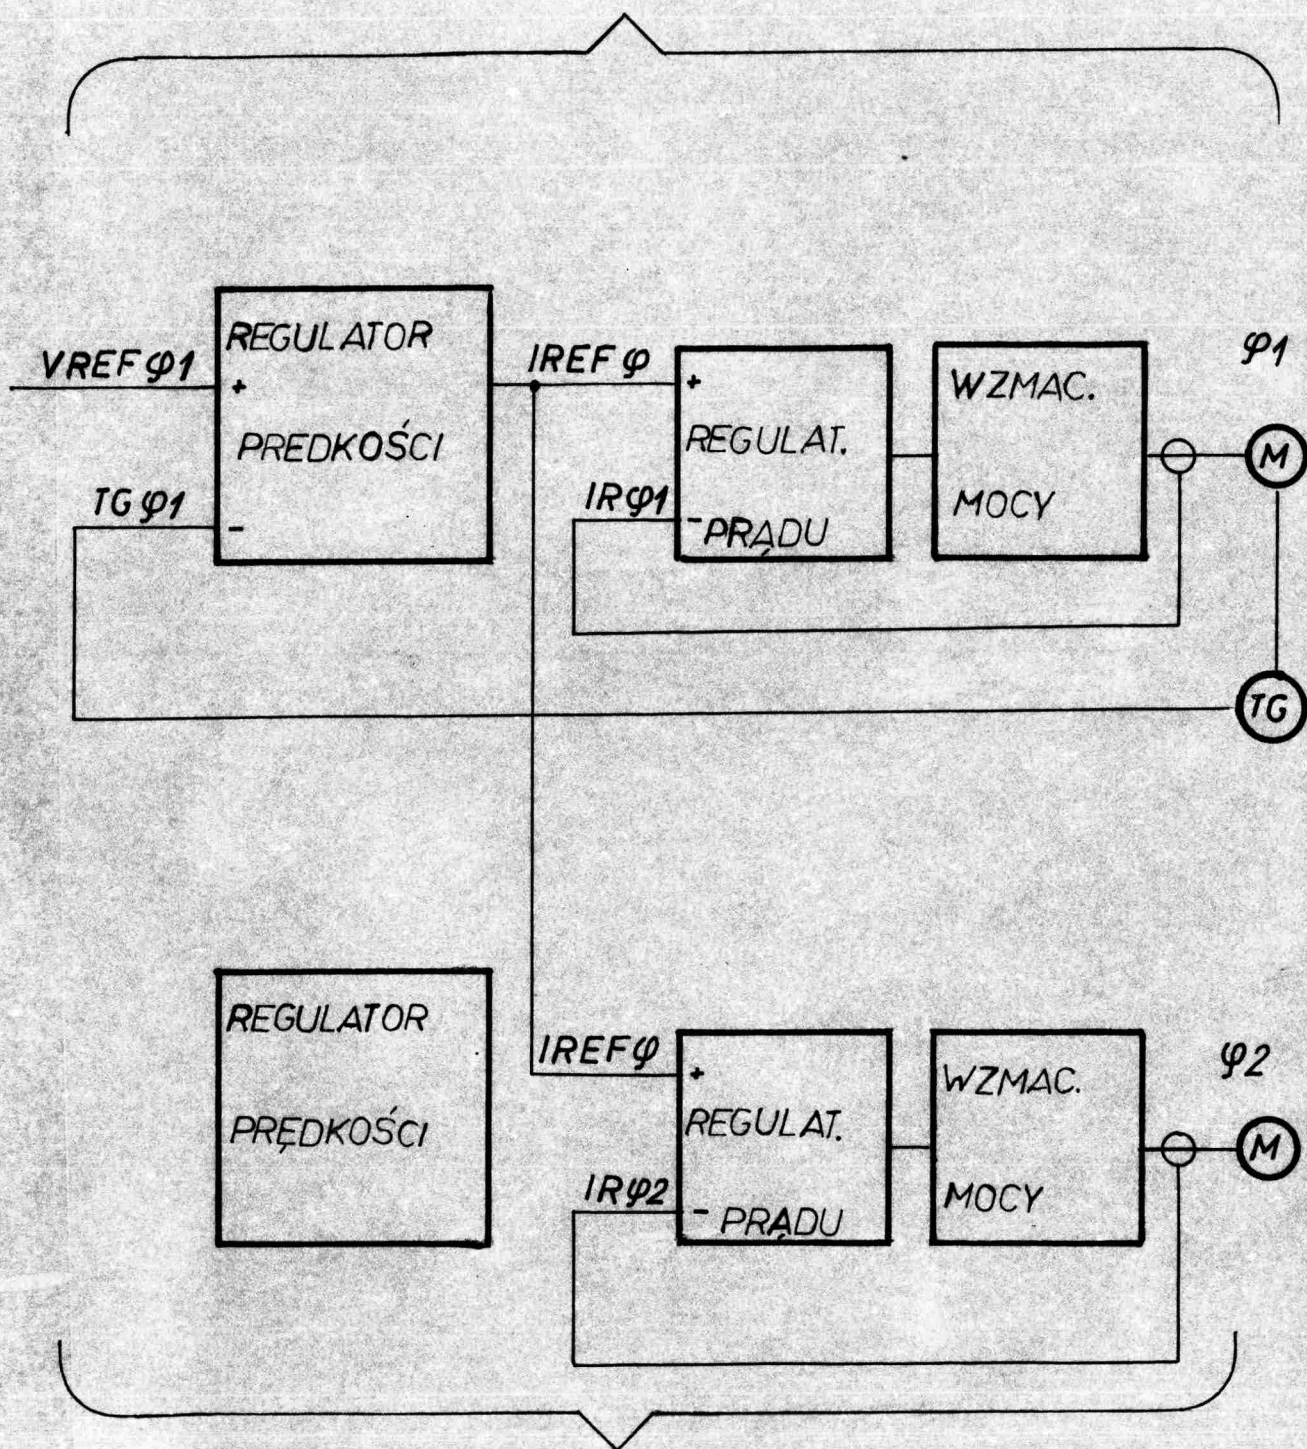 REGULATOR
PREDKOŚCI
VREF φ1
+
TG φ1
-
IREF φ
+
REGULAT.
PRĄDU
IR φ1
-
WZMAC.
MOCY
φ1
M
TG
REGULATOR
PRĘDKOŚCI
IREF φ
+
REGULAT.
PRĄDU
IR φ2
-
WZMAC.
MOCY
φ2
M